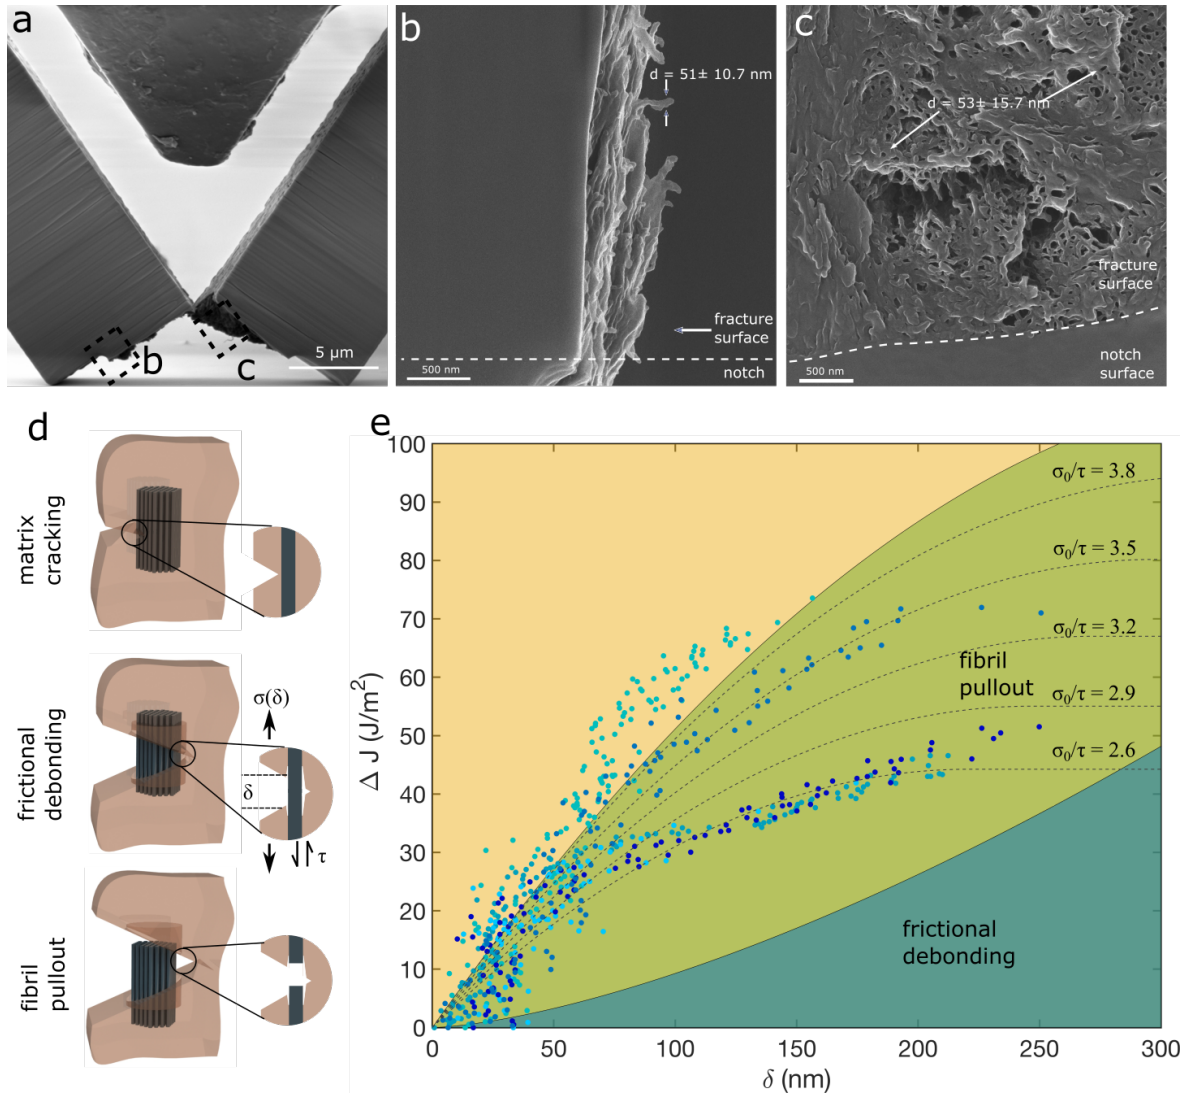 a
b
c
5 μm
b
d = 51± 10.7 nm
fracture
surface
500 nm
notch
c
d = 53± 15.7 nm
fracture
surface
notch
surface
500 nm
d
matrix
cracking
frictional
debonding
σ(δ)
δ
τ
fibril
pullout
e
Δ J (J/m²)
100
90
80
70
60
50
40
30
20
10
0
σ₀/τ = 3.8
σ₀/τ = 3.5
σ₀/τ = 3.2
fibril
pullout
σ₀/τ = 2.9
σ₀/τ = 2.6
frictional
debonding
0 50 100 150 200 250 300
δ (nm)